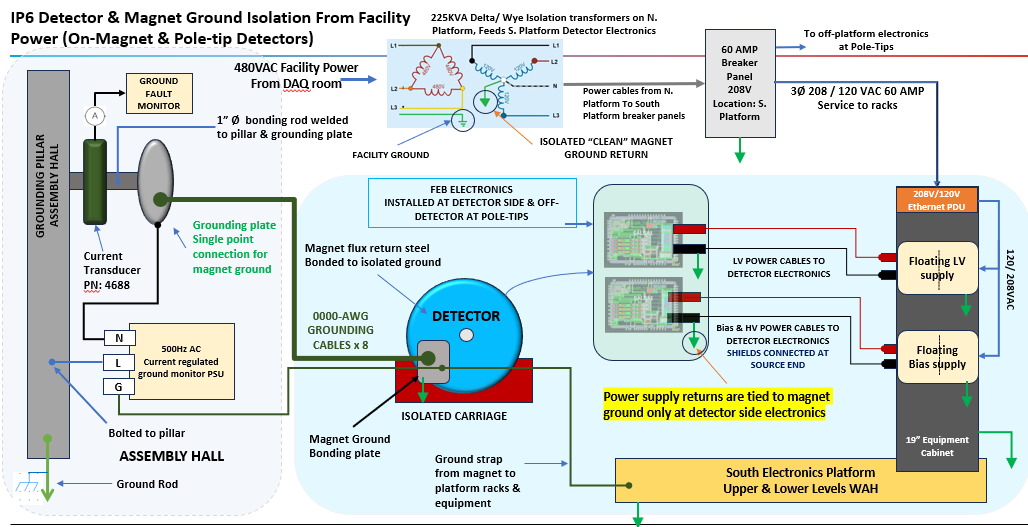 IP6 Detector & Magnet Ground Isolation From Facility
Power (On-Magnet & Pole-tip Detectors)
225KVA Delta/ Wye Isolation transformers on N.
Platform, Feeds S. Platform Detector Electronics
480VAC Facility Power
From DAQ room
L1
L2
L3
480V
480V
480V
L1
L2
N
L3
120V
120V
120V
FACILITY GROUND
ISOLATED “CLEAN” MAGNET
GROUND RETURN
Power cables from N.
Platform To South
Platform breaker panels
60 AMP
Breaker
Panel
208V
Location: S.
Platform
To off-platform electronics
at Pole-Tips
3Ø 208 / 120 VAC 60 AMP
Service to racks
GROUND
FAULT
MONITOR
A
1” Ø bonding rod welded
to pillar & grounding plate
GROUNDING PILLAR
ASSEMBLY HALL
Current
Transducer
PN: 4688
Grounding plate
Single point
connection for
magnet ground
N
L
G
500Hz AC
Current regulated
ground monitor PSU
Bolted to pillar
ASSEMBLY HALL
Ground Rod
FEB ELECTRONICS
INSTALLED AT DETECTOR SIDE & OFF-
DETECTOR AT POLE-TIPS
Magnet flux return steel
Bonded to isolated ground
0000-AWG
GROUNDING
CABLES x 8
DETECTOR
ISOLATED CARRIAGE
Magnet Ground
Bonding plate
Ground strap
from magnet to
platform racks &
equipment
LV POWER CABLES TO
DETECTOR ELECTRONICS
Bias & HV POWER CABLES TO
DETECTOR ELECTRONICS
SHIELDS CONNECTED AT
SOURCE END
Power supply returns are tied to magnet
ground only at detector side electronics
208V/120V
Ethernet PDU
Floating LV
supply
Floating
Bias supply
120/ 208VAC
19” Equipment
Cabinet
South Electronics Platform
Upper & Lower Levels WAH